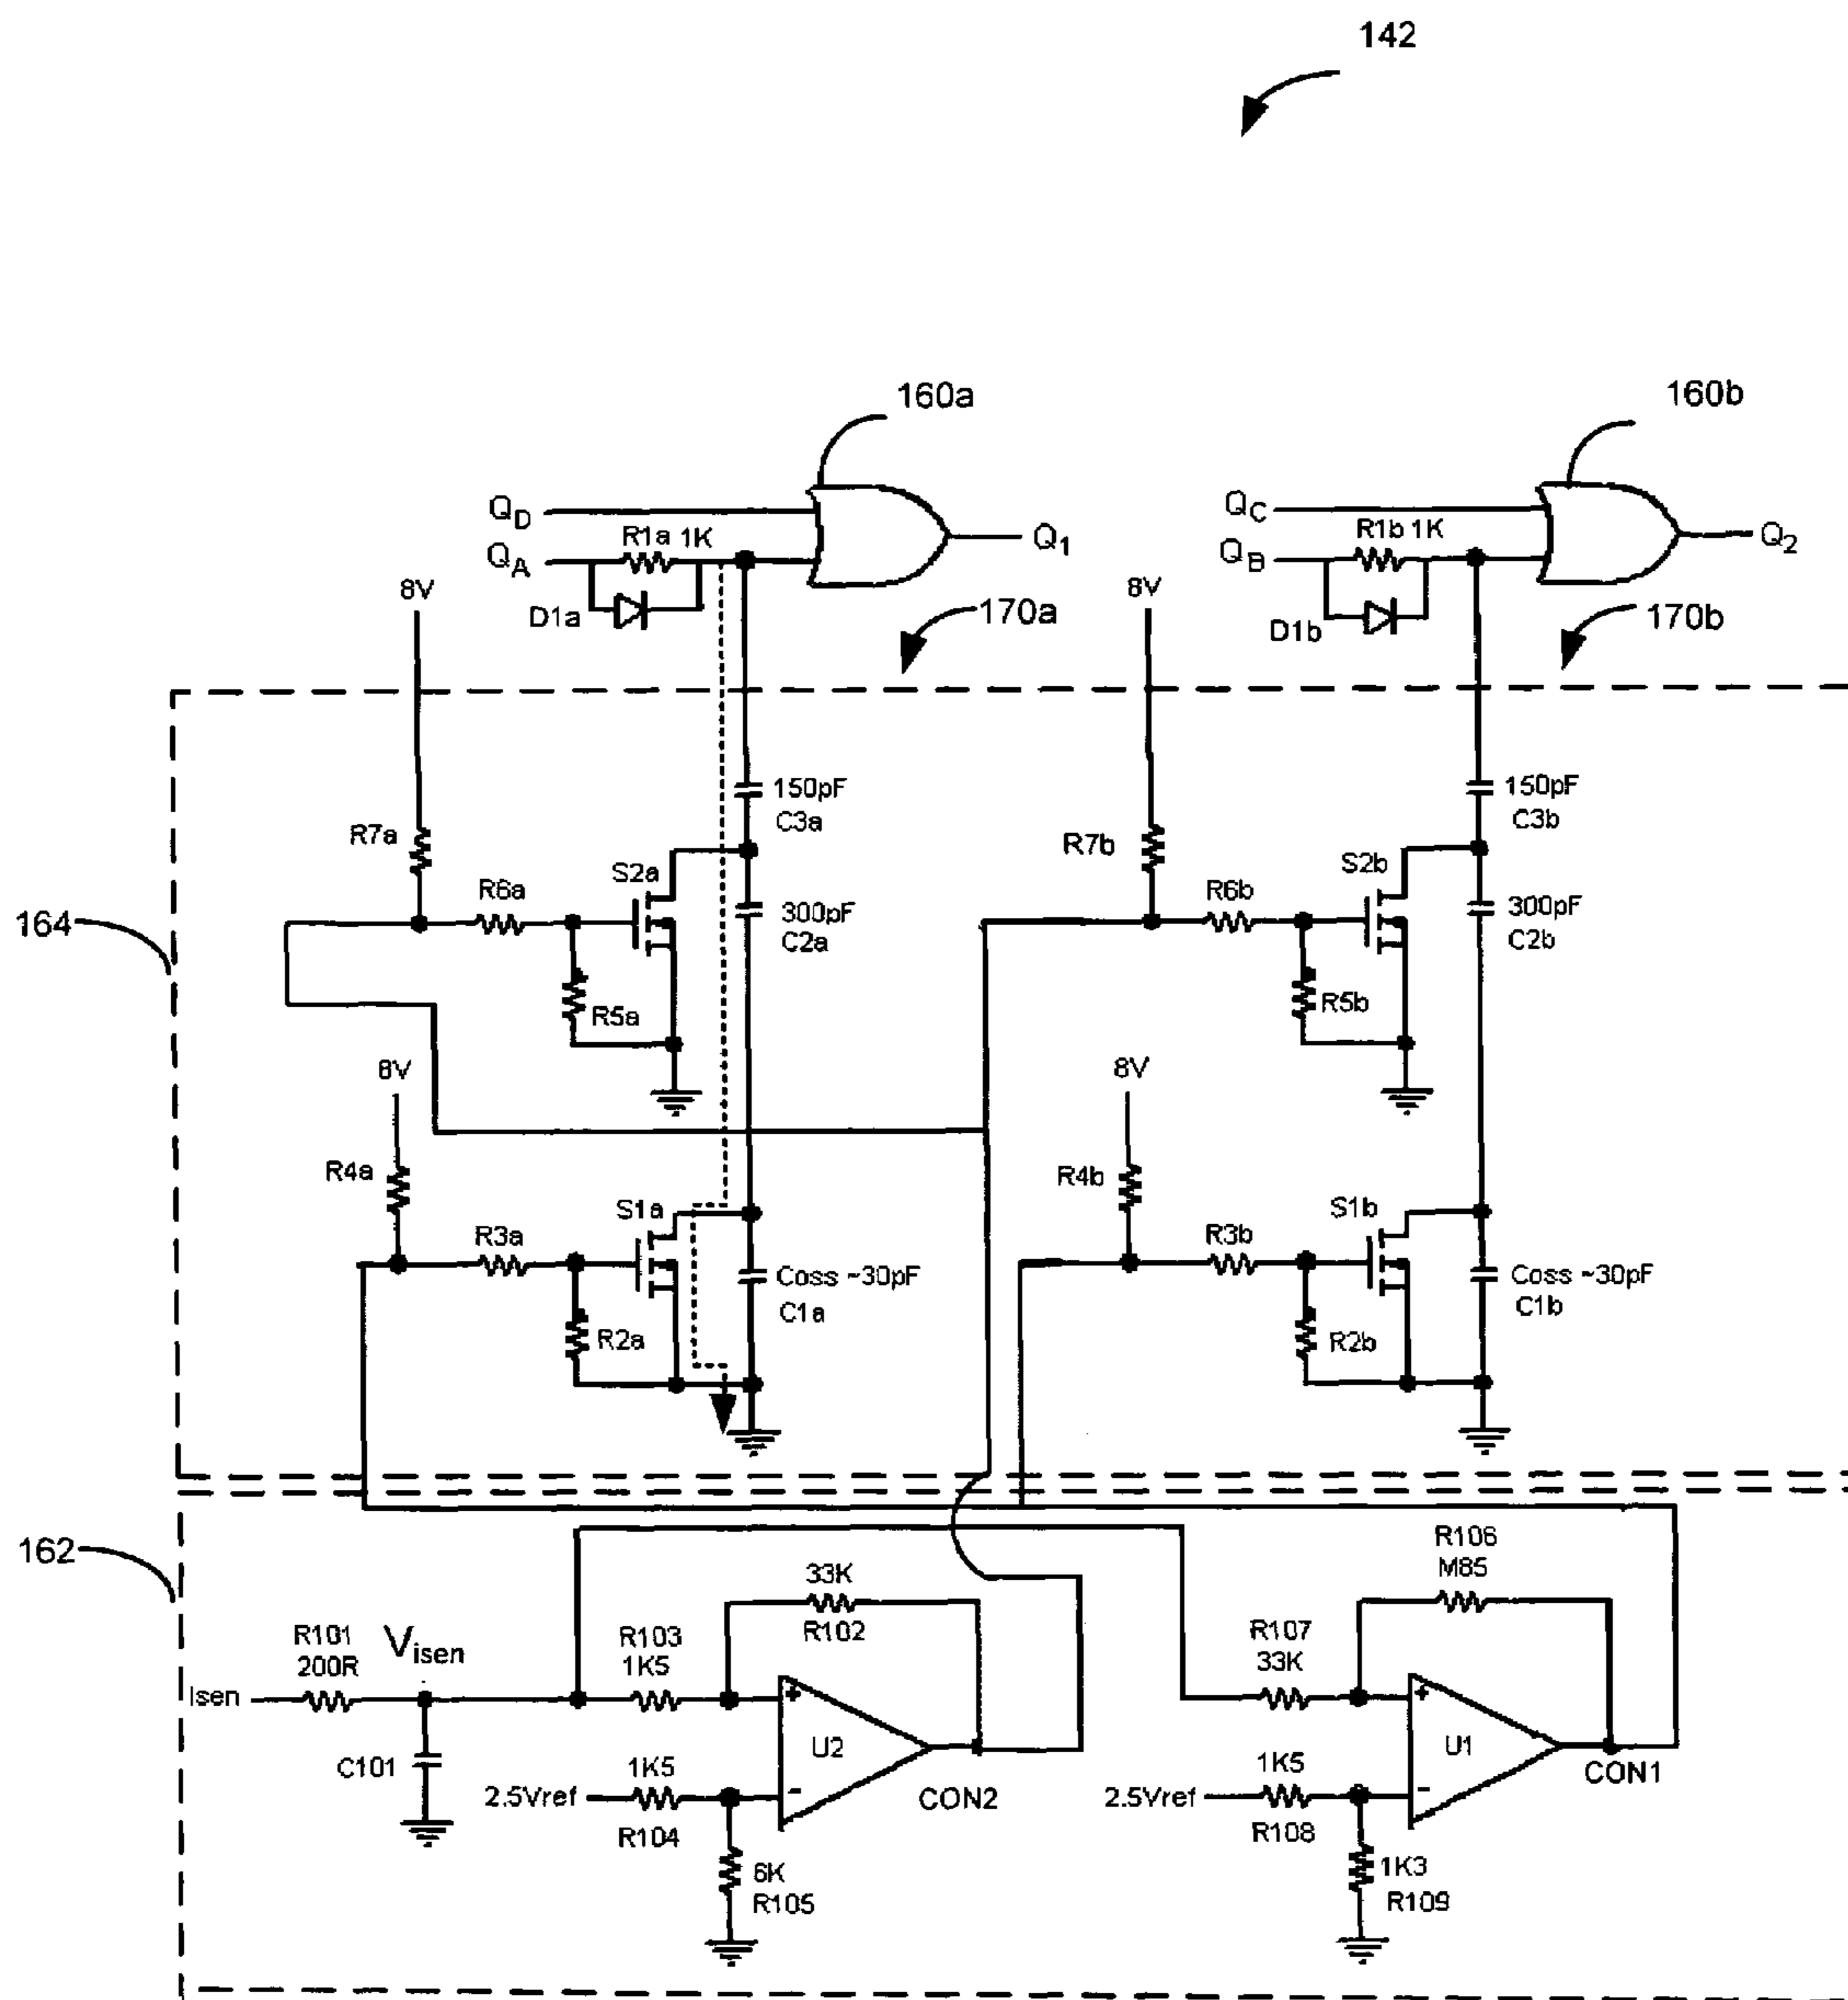 142
160a
160b
QD
R1a 1K
QA
Q1
D1a
8V
170a
QC
R1b 1K
QB
Q2
D1b
8V
170b
164
150pF
C3a
R7a
S2a
R6a
300pF
C2a
R5a
8V
R4a
S1a
R3a
Coss ~30pF
C1a
R2a
150pF
C3b
R7b
S2b
R6b
300pF
C2b
R5b
8V
R4b
S1b
R3b
Coss ~30pF
C1b
R2b
162
R101
200R
Visen
Isen
C101
33K
R102
R103
1K5
+
U2
-
1K5
2.5Vref
R104
CON2
6K
R105
R106
M85
R107
33K
+
U1
-
1K5
2.5Vref
R108
CON1
1K3
R109